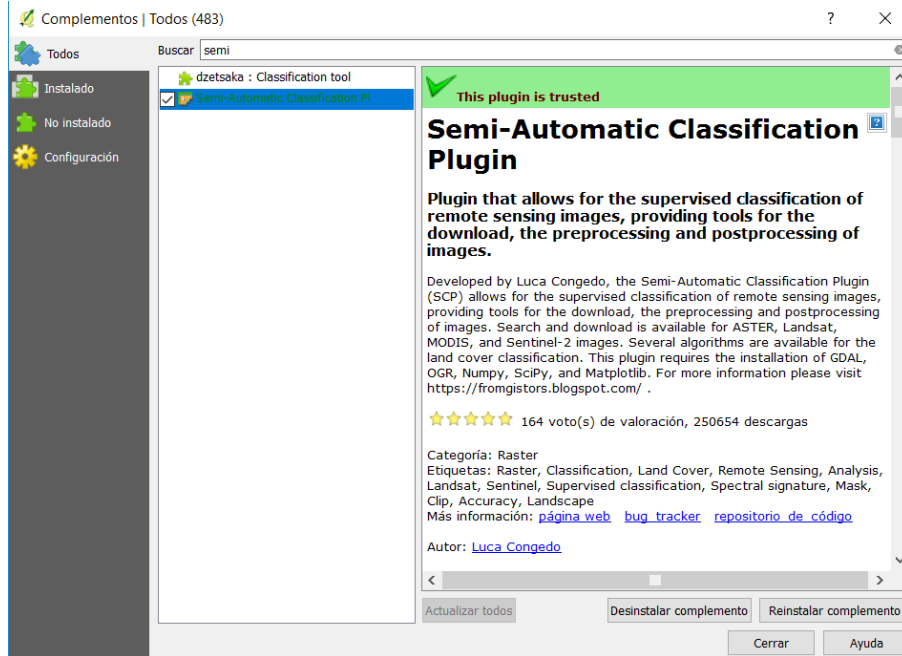 Complementos | Todos (483)
?
Todos
Instalado
No instalado
Configuración
Buscar
semi
dzetsaka : Classification tool
Semi-Automatic Classification Pl
This plugin is trusted
Semi-Automatic Classification
Plugin
Plugin that allows for the supervised classification of
remote sensing images, providing tools for the
download, the preprocessing and postprocessing of
images.
Developed by Luca Congedo, the Semi-Automatic Classification Plugin
(SCP) allows for the supervised classification of remote sensing images,
providing tools for the download, the preprocessing and postprocessing
of images. Search and download is available for ASTER, Landsat,
MODIS, and Sentinel-2 images. Several algorithms are available for the
land cover classification. This plugin requires the installation of GDAL,
OGR, Numpy, SciPy, and Matplotlib. For more information please visit
https://fromgistors.blogspot.com/ .
164 voto(s) de valoración, 250654 descargas
Categoría: Raster
Etiquetas: Raster, Classification, Land Cover, Remote Sensing, Analysis,
Landsat, Sentinel, Supervised classification, Spectral signature, Mask,
Clip, Accuracy, Landscape
Más información: página web bug tracker repositorio de código
Autor: Luca Congedo
Actualizar todos
Desinstalar complemento
Reinstalar complemento
Cerrar
Ayuda